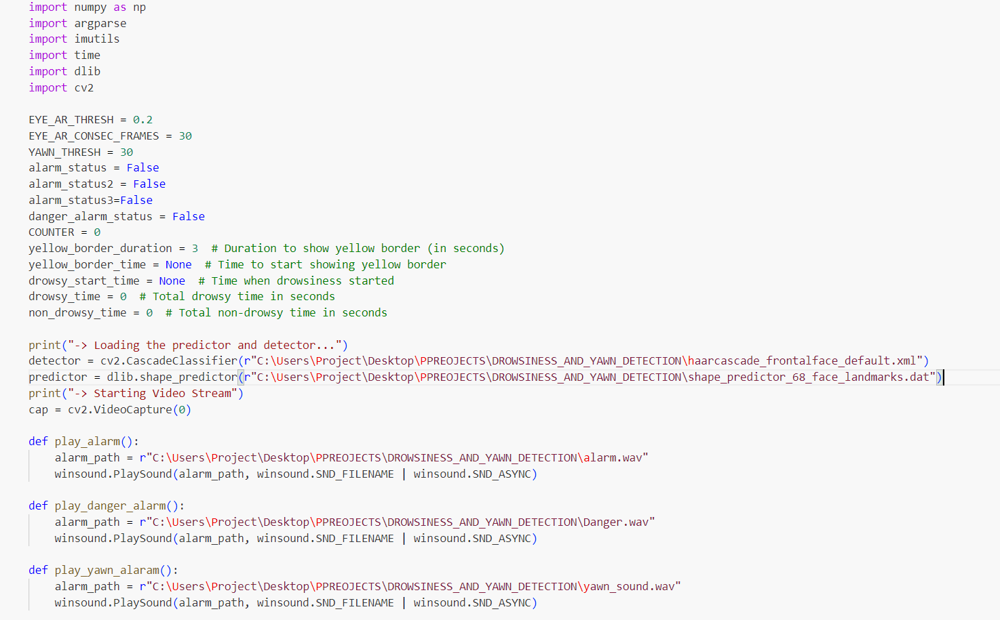 import numpy as np
import argparse
import imutils
import time
import dlib
import cv2
EYE_AR_THRESH = 0.2
EYE_AR_CONSEC_FRAMES = 30
YAWN_THRESH = 30
alarm_status = False
alarm_status2 = False
alarm_status3=False
danger_alarm_status = False
COUNTER = 0
yellow_border_duration = 3  # Duration to show yellow border (in seconds)
yellow_border_time = None  # Time to start showing yellow border
drowsy_start_time = None  # Time when drowsiness started
drowsy_time = 0  # Total drowsy time in seconds
non_drowsy_time = 0  # Total non-drowsy time in seconds
print("-> Loading the predictor and detector...")
detector = cv2.CascadeClassifier(r"C:\Users\Project\Desktop\PPREOJECTS\DROWSINESS_AND_YAWN_DETECTION\haarcascade_frontalface_default.xml")
predictor = dlib.shape_predictor(r"C:\Users\Project\Desktop\PPREOJECTS\DROWSINESS_AND_YAWN_DETECTION\shape_predictor_68_face_landmarks.dat")
print("-> Starting Video Stream")
cap = cv2.VideoCapture(0)
def play_alarm():
    alarm_path = r"C:\Users\Project\Desktop\PPREOJECTS\DROWSINESS_AND_YAWN_DETECTION\alarm.wav"
    winsound.PlaySound(alarm_path, winsound.SND_FILENAME | winsound.SND_ASYNC)
def play_danger_alarm():
    alarm_path = r"C:\Users\Project\Desktop\PPREOJECTS\DROWSINESS_AND_YAWN_DETECTION\Danger.wav"
    winsound.PlaySound(alarm_path, winsound.SND_FILENAME | winsound.SND_ASYNC)
def play_yawn_alaram():
    alarm_path = r"C:\Users\Project\Desktop\PPREOJECTS\DROWSINESS_AND_YAWN_DETECTION\yawn_sound.wav"
    winsound.PlaySound(alarm_path, winsound.SND_FILENAME | winsound.SND_ASYNC)